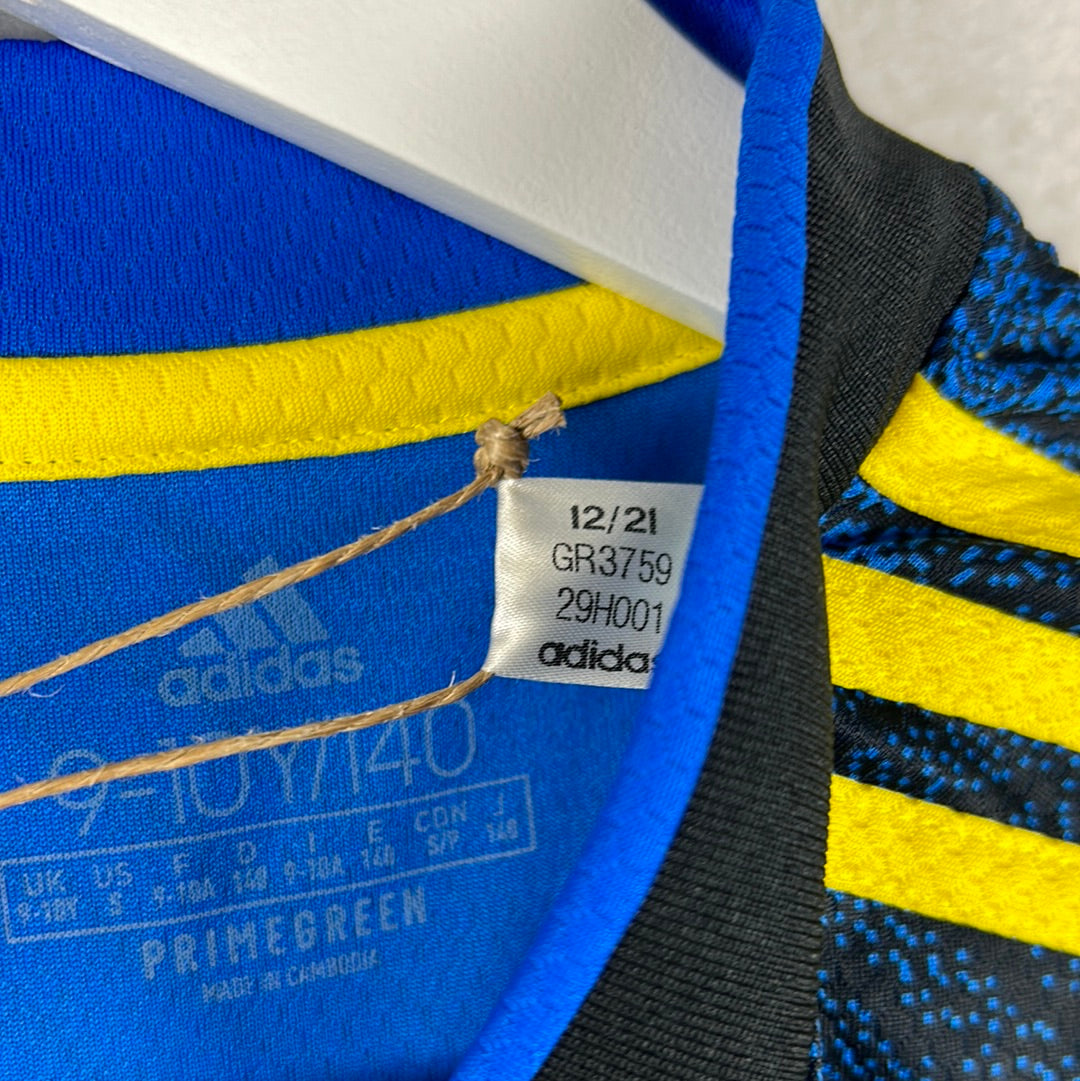 12/21
GR3759
29H001
adidas
adidas
9-10Y/140
UK US F D I E CDN J
9-10Y S 9-10A 140 9-10A 140 S/P 140
PRIMEGREEN
MADE IN CAMBODIA